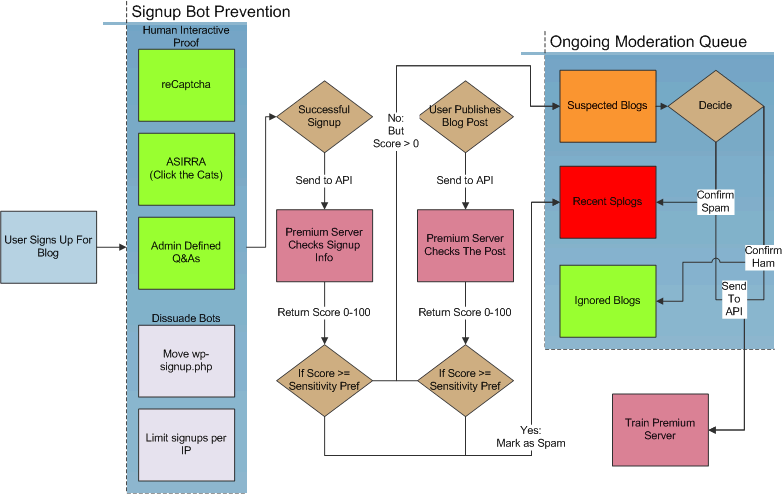 Signup Bot Prevention
Human Interactive
Proof
reCaptcha
ASIRRA
(Click the Cats)
Admin Defined
Q&As
Dissuade Bots
Move wp-
signup.php
Limit signups per
IP
User Signs Up For
Blog
Successful
Signup
Send to API
Premium Server
Checks Signup
Info
Return Score 0-100
If Score >=
Sensitivity Pref
No:
But
Score > 0
User Publishes
Blog Post
Send to API
Premium Server
Checks The Post
Return Score 0-100
If Score >=
Sensitivity Pref
Yes:
Mark as Spam
Ongoing Moderation Queue
Suspected Blogs
Decide
Recent Splogs
Confirm
Spam
Confirm
Ham
Ignored Blogs
Send
To
API
Train Premium
Server